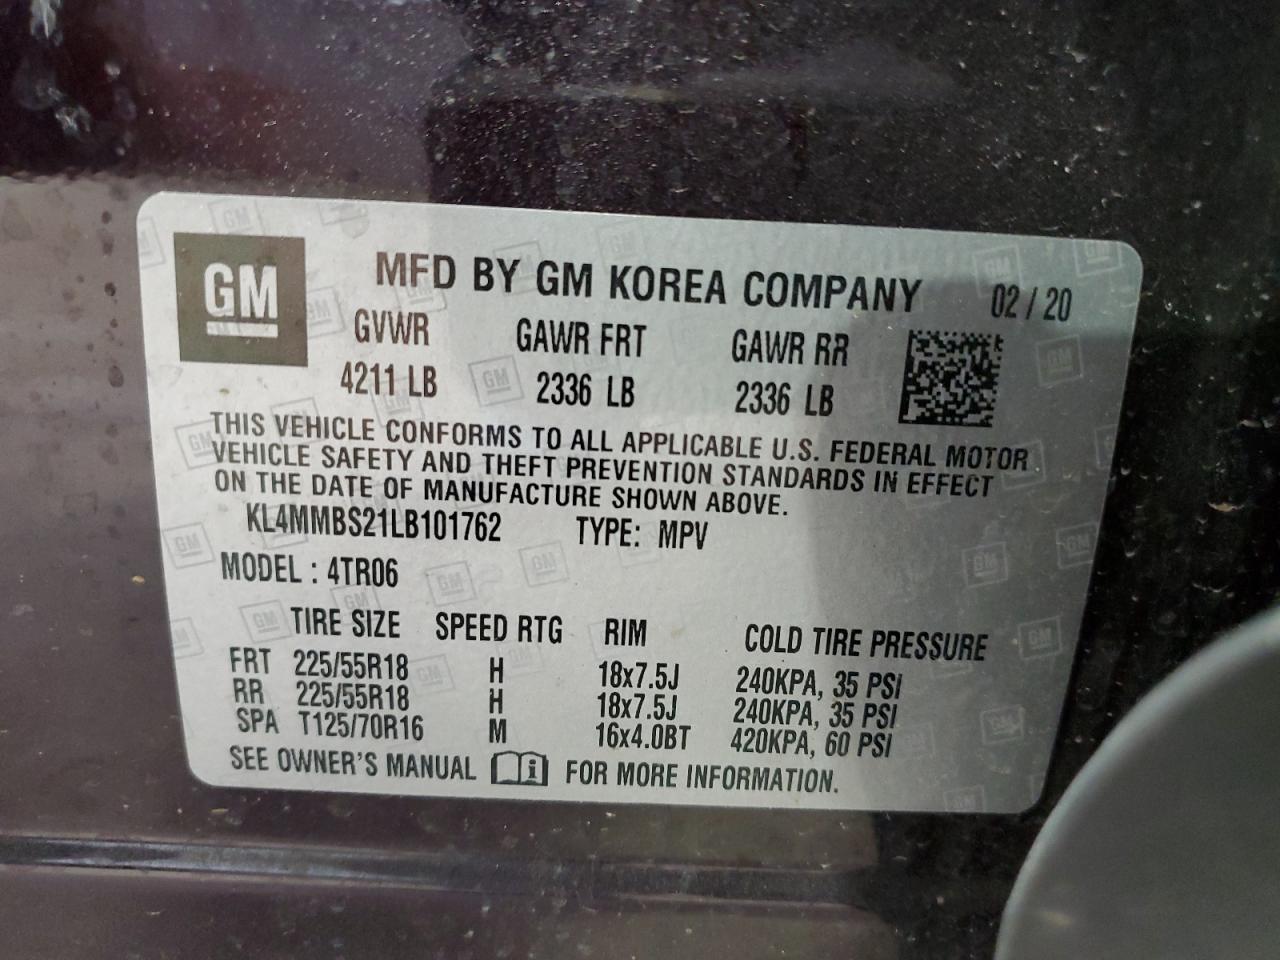 GM
MFD BY GM KOREA COMPANY 02 / 20
GVWR GAWR FRT GAWR RR
4211 LB 2336 LB 2336 LB
THIS VEHICLE CONFORMS TO ALL APPLICABLE U.S. FEDERAL MOTOR
VEHICLE SAFETY AND THEFT PREVENTION STANDARDS IN EFFECT
ON THE DATE OF MANUFACTURE SHOWN ABOVE.
KL4MMBS21LB101762 TYPE: MPV
MODEL : 4TR06
TIRE SIZE SPEED RTG RIM COLD TIRE PRESSURE
FRT 225/55R18 H 18x7.5J 240KPA, 35 PSI
RR 225/55R18 H 18x7.5J 240KPA, 35 PSI
SPA T125/70R16 M 16x4.0BT 420KPA, 60 PSI
SEE OWNER'S MANUAL i FOR MORE INFORMATION.